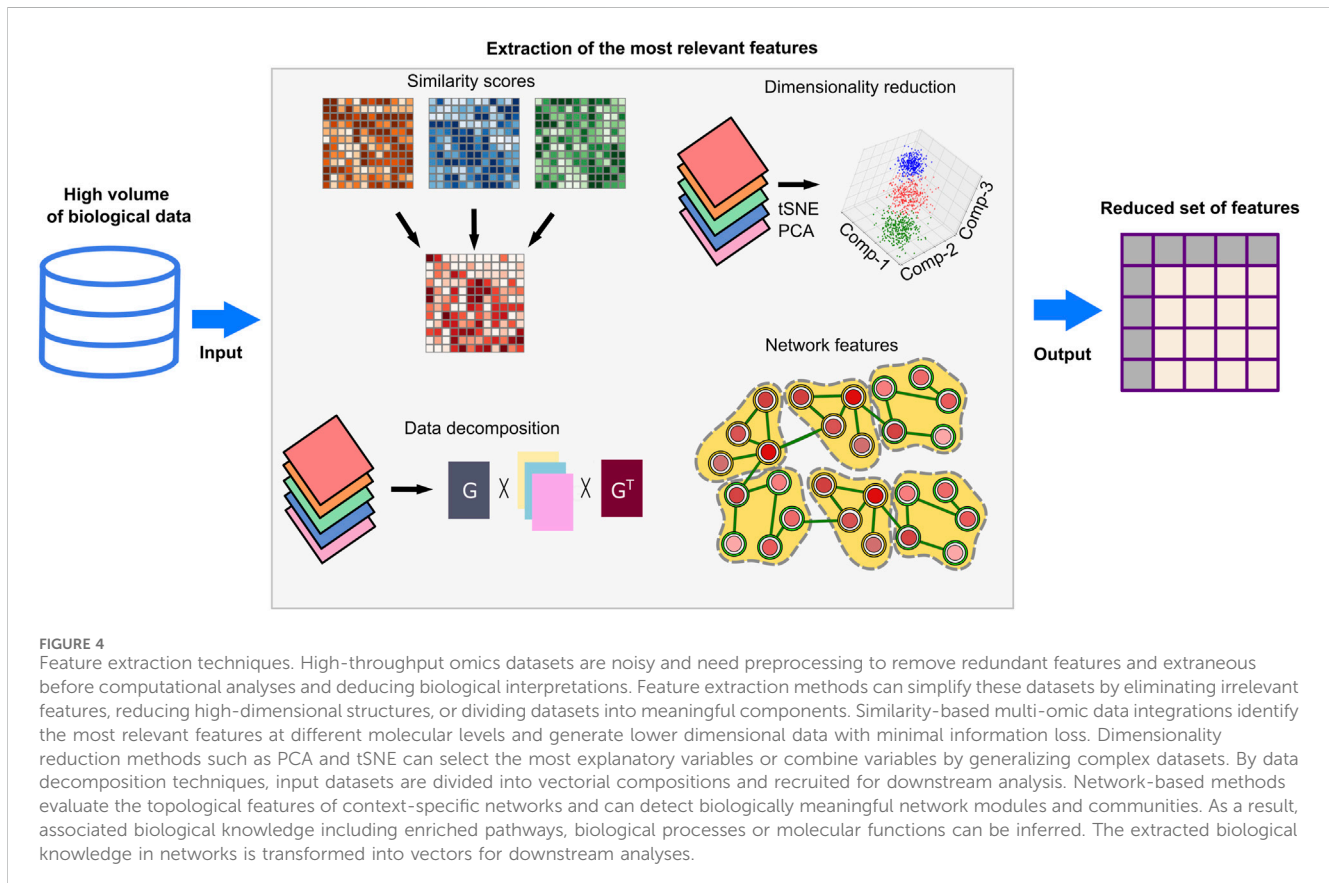 Extraction of the most relevant features
Similarity scores
Dimensionality reduction
tSNE
PCA
Comp-1
Comp-2
Comp-3
High volume
of biological data
Input
Reduced set of features
Output
Data decomposition
G X X Gᵀ
Network features
FIGURE 4
Feature extraction techniques. High-throughput omics datasets are noisy and need preprocessing to remove redundant features and extraneous
before computational analyses and deducing biological interpretations. Feature extraction methods can simplify these datasets by eliminating irrelevant
features, reducing high-dimensional structures, or dividing datasets into meaningful components. Similarity-based multi-omic data integrations identify
the most relevant features at different molecular levels and generate lower dimensional data with minimal information loss. Dimensionality
reduction methods such as PCA and tSNE can select the most explanatory variables or combine variables by generalizing complex datasets. By data
decomposition techniques, input datasets are divided into vectorial compositions and recruited for downstream analysis. Network-based methods
evaluate the topological features of context-specific networks and can detect biologically meaningful network modules and communities. As a result,
associated biological knowledge including enriched pathways, biological processes or molecular functions can be inferred. The extracted biological
knowledge in networks is transformed into vectors for downstream analyses.